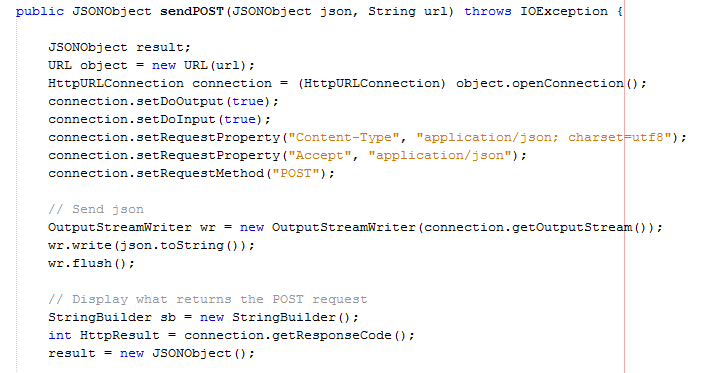 public JSONObject sendPOST(JSONObject json, String url) throws IOException {
JSONObject result;
URL object = new URL(url);
HttpURLConnection connection = (HttpURLConnection) object.openConnection();
connection.setDoOutput(true);
connection.setDoInput(true);
connection.setRequestProperty("Content-Type", "application/json; charset=utf8");
connection.setRequestProperty("Accept", "application/json");
connection.setRequestMethod("POST");
// Send json
OutputStreamWriter wr = new OutputStreamWriter(connection.getOutputStream());
wr.write(json.toString());
wr.flush();
// Display what returns the POST request
StringBuilder sb = new StringBuilder();
int HttpResult = connection.getResponseCode();
result = new JSONObject();